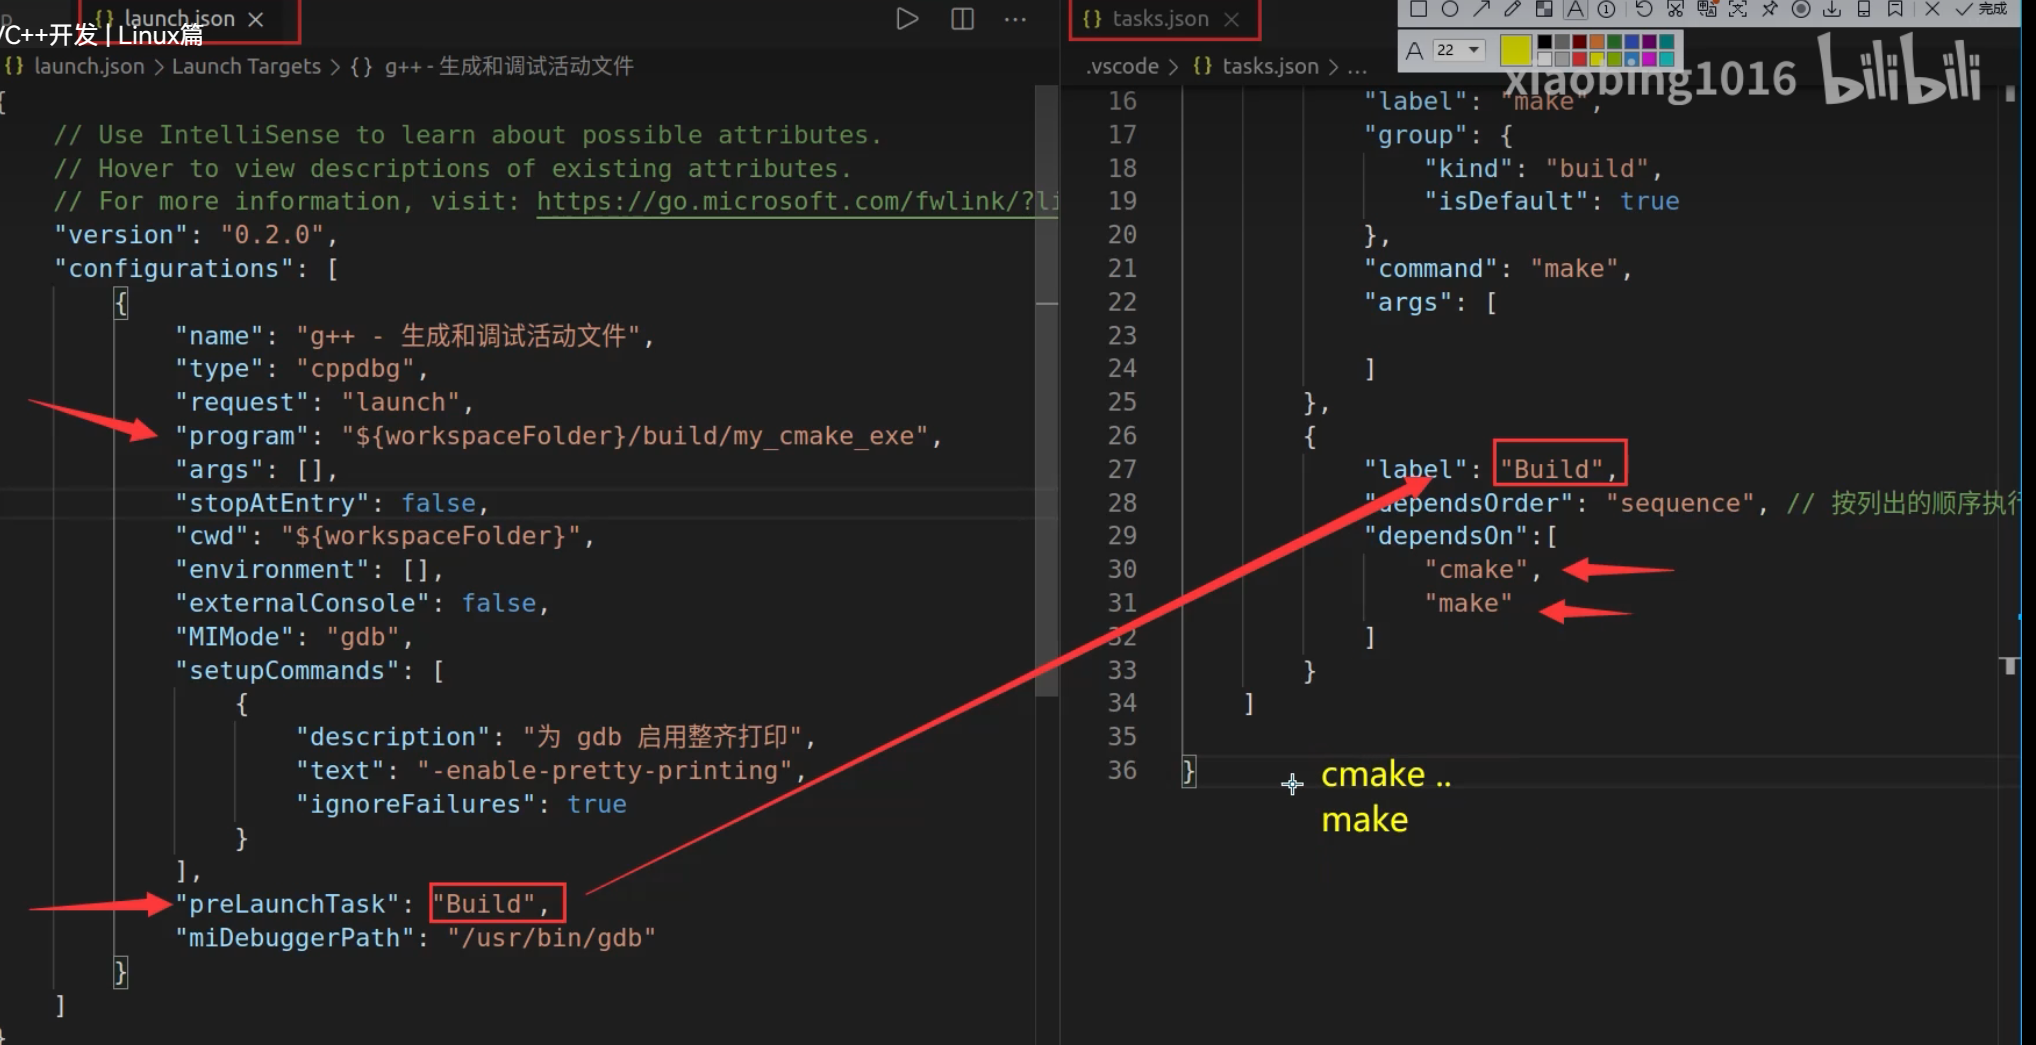 launch.json
/C++开发 | Linux篇
launch.json > Launch Targets > {} g++ - 生成和调试活动文件
{
// Use IntelliSense to learn about possible attributes.
// Hover to view descriptions of existing attributes.
// For more information, visit: https://go.microsoft.com/fwlink/?li
"version": "0.2.0",
"configurations": [
{
"name": "g++ - 生成和调试活动文件",
"type": "cppdbg",
"request": "launch",
"program": "${workspaceFolder}/build/my_cmake_exe",
"args": [],
"stopAtEntry": false,
"cwd": "${workspaceFolder}",
"environment": [],
"externalConsole": false,
"MIMode": "gdb",
"setupCommands": [
{
"description": "为 gdb 启用整齐打印",
"text": "-enable-pretty-printing",
"ignoreFailures": true
}
],
"preLaunchTask": "Build",
"miDebuggerPath": "/usr/bin/gdb"
}
]
}
tasks.json
完成
A 22
.vscode > {} tasks.json > ...
xiaobing1016 bilibili
16 "label": "make",
17 "group": {
18 "kind": "build",
19 "isDefault": true
20 },
21 "command": "make",
22 "args": [
23
24 ]
25 },
26 {
27 "label": "Build",
28 "dependsOrder": "sequence", // 按列出的顺序执行
29 "dependsOn":[
30 "cmake",
31 "make"
32 ]
33 }
34 ]
35
36 }
cmake ..
make